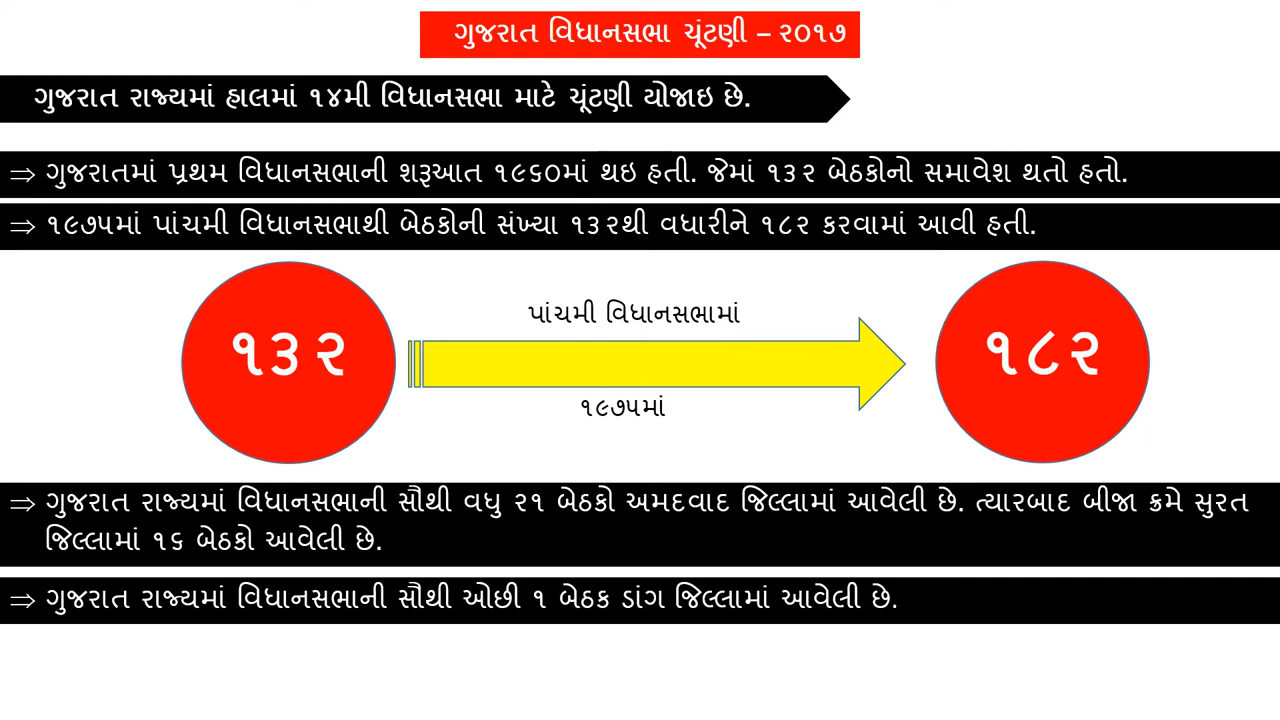 ગુજરાત વિધાનસભા ચૂંટણી – ૨૦૧૭
ગુજરાત રાજ્યમાં હાલમાં ૧૪મી વિધાનસભા માટે ચૂંટણી યોજાઇ છે.
⇒ ગુજરાતમાં પ્રથમ વિધાનસભાની શરૂઆત ૧૯૬૦માં થઇ હતી. જેમાં ૧૩૨ બેઠકોનો સમાવેશ થતો હતો.
⇒ ૧૯૭૫માં પાંચમી વિધાનસભાથી બેઠકોની સંખ્યા ૧૩૨થી વધારીને ૧૮૨ કરવામાં આવી હતી.
પાંચમી વિધાનસભામાં
૧૩૨
૧૮૨
૧૯૭૫માં
⇒ ગુજરાત રાજ્યમાં વિધાનસભાની સૌથી વધુ ૨૧ બેઠકો અમદવાદ જિલ્લામાં આવેલી છે. ત્યારબાદ બીજા ક્રમે સુરત
જિલ્લામાં ૧૬ બેઠકો આવેલી છે.
⇒ ગુજરાત રાજ્યમાં વિધાનસભાની સૌથી ઓછી ૧ બેઠક ડાંગ જિલ્લામાં આવેલી છે.